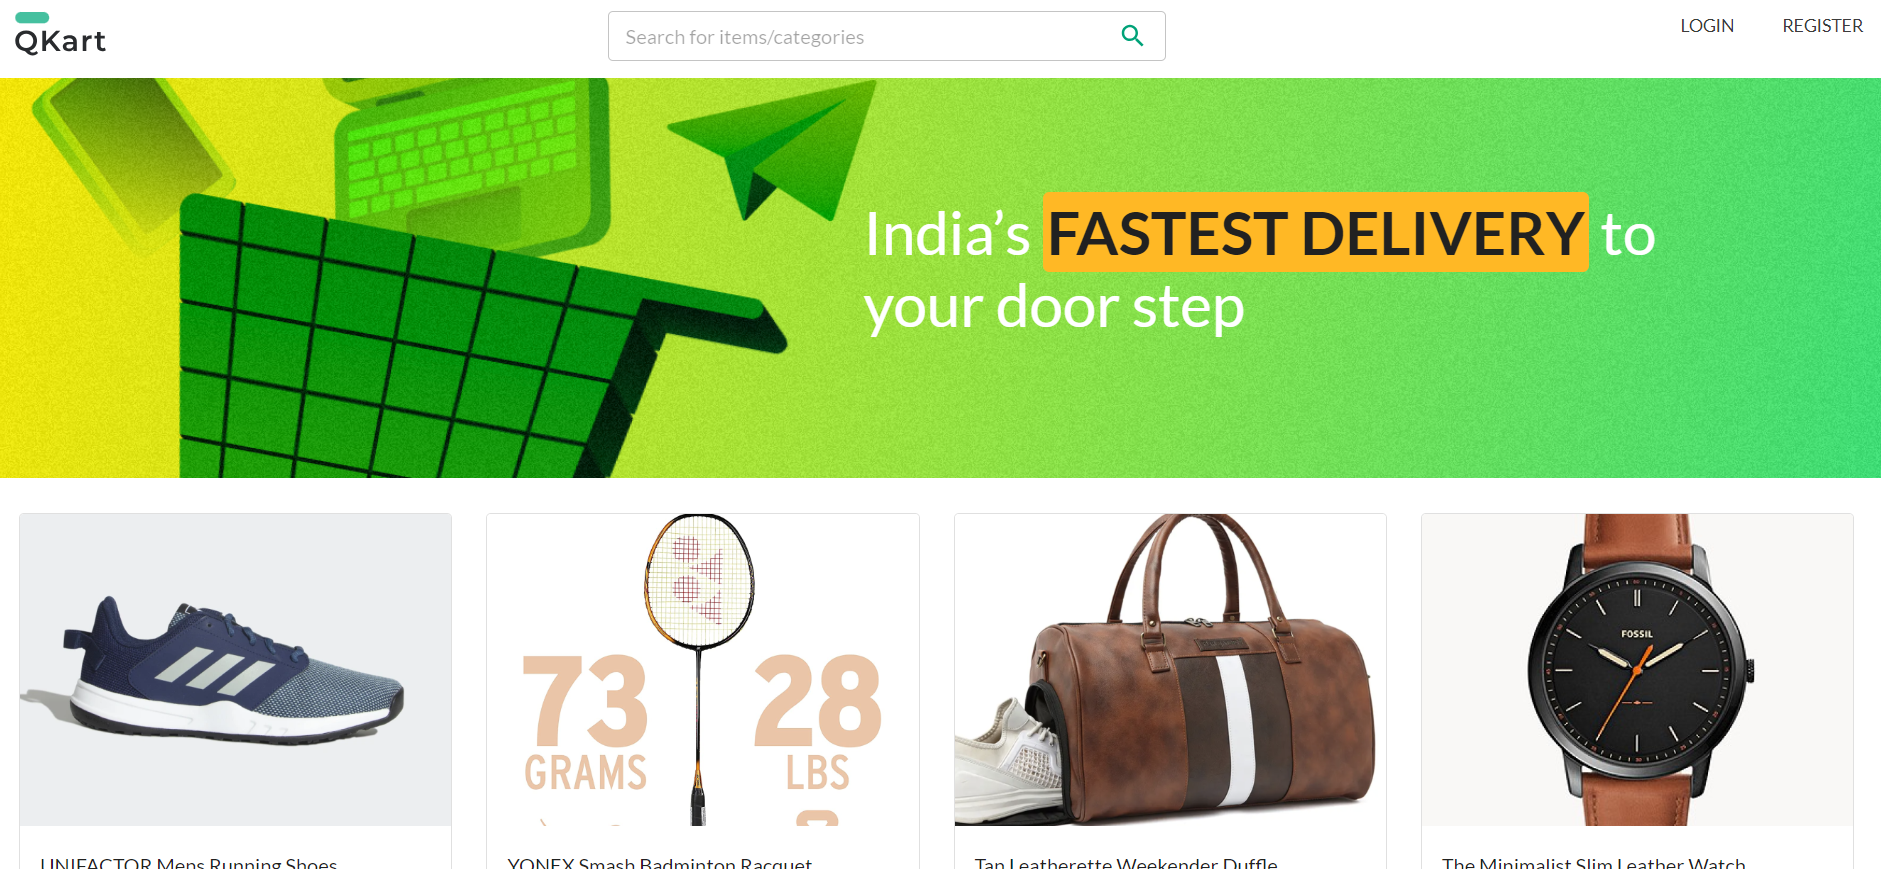 QKart
Search for items/categories
LOGIN
REGISTER
India’s FASTEST DELIVERY to
your door step
73
GRAMS
28
LBS
FOSSIL
UNIFACTOR Mens Running Shoes
YONEX Smash Badminton Racquet
Tan Leatherette Weekender Duffle
The Minimalist Slim Leather Watch